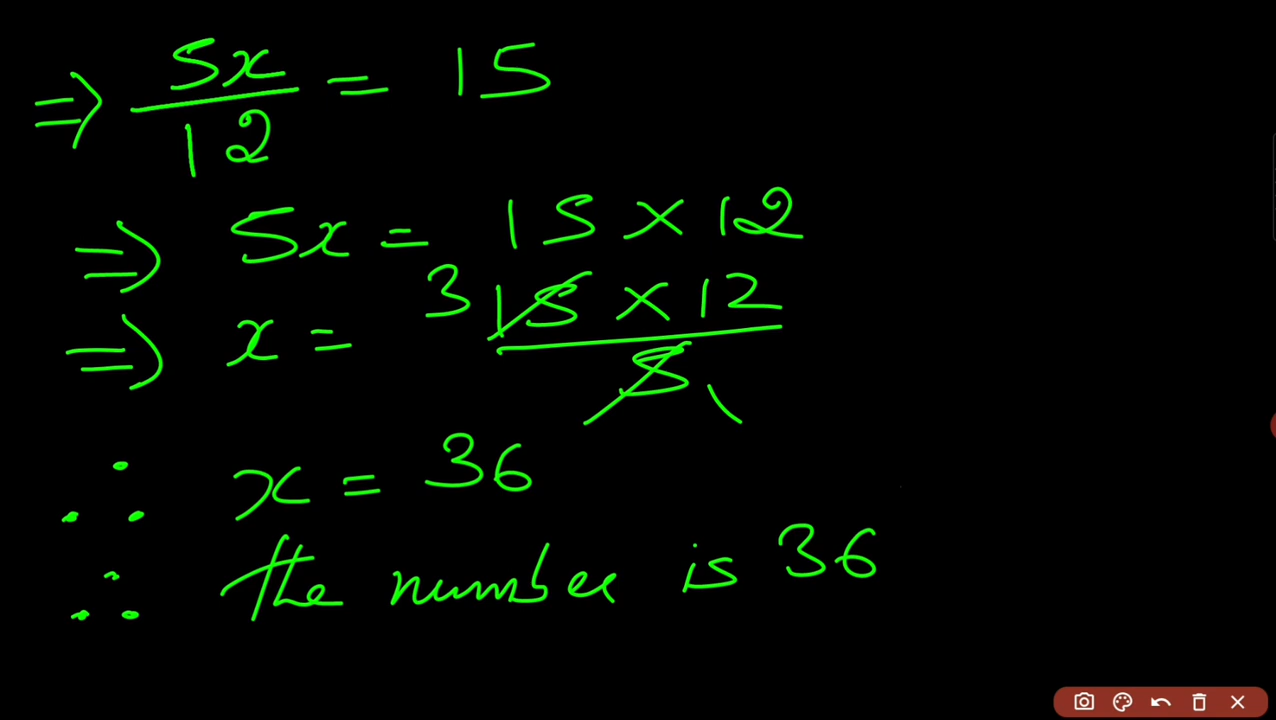 ⇒ 5x/12 = 15
⇒ 5x = 15 × 12
⇒ x = 3 15 × 12 / 5 1
∴ x = 36
∴ the number is 36